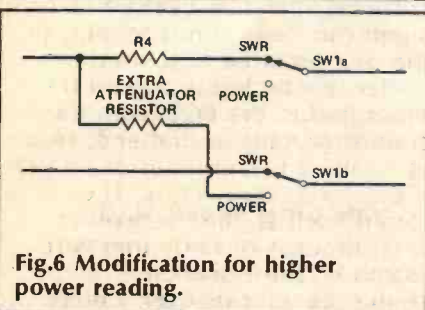 R4
SWR
SW1a
EXTRA
ATTENUATOR
RESISTOR
POWER
SWR
SW1b
POWER
Fig.6 Modification for higher
power reading.